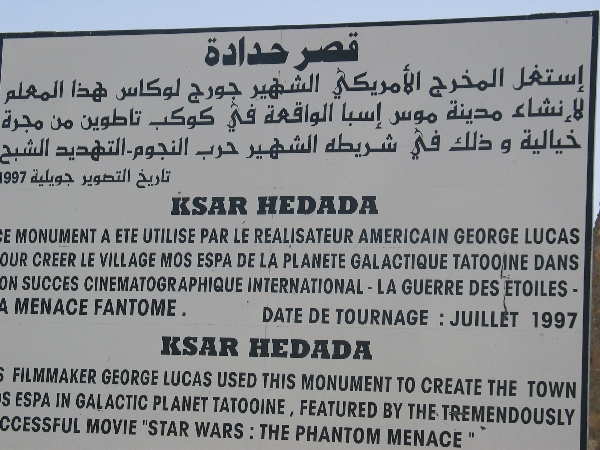 قصر حدادة
إستغل المخرج الأمريكي الشهير جورج لوكاس هذا المعلم
لإنشاء مدينة موس إسبا الواقعة في كوكب تاطوين من مجرة
خيالية و ذلك في شريطه الشهير حرب النجوم-التهديد الشبح
تاريخ التصوير جويلية 1997
KSAR HEDADA
CE MONUMENT A ETE UTILISE PAR LE REALISATEUR AMERICAIN GEORGE LUCAS
OUR CREER LE VILLAGE MOS ESPA DE LA PLANETE GALACTIQUE TATOOINE DANS
ON SUCCES CINEMATOGRAPHIQUE INTERNATIONAL - LA GUERRE DES ETOILES -
A MENACE FANTOME . DATE DE TOURNAGE : JUILLET 1997
KSAR HEDADA
S FILMMAKER GEORGE LUCAS USED THIS MONUMENT TO CREATE THE TOWN
OS ESPA IN GALACTIC PLANET TATOOINE , FEATURED BY THE TREMENDOUSLY
UCCESSFUL MOVIE "STAR WARS : THE PHANTOM MENACE "